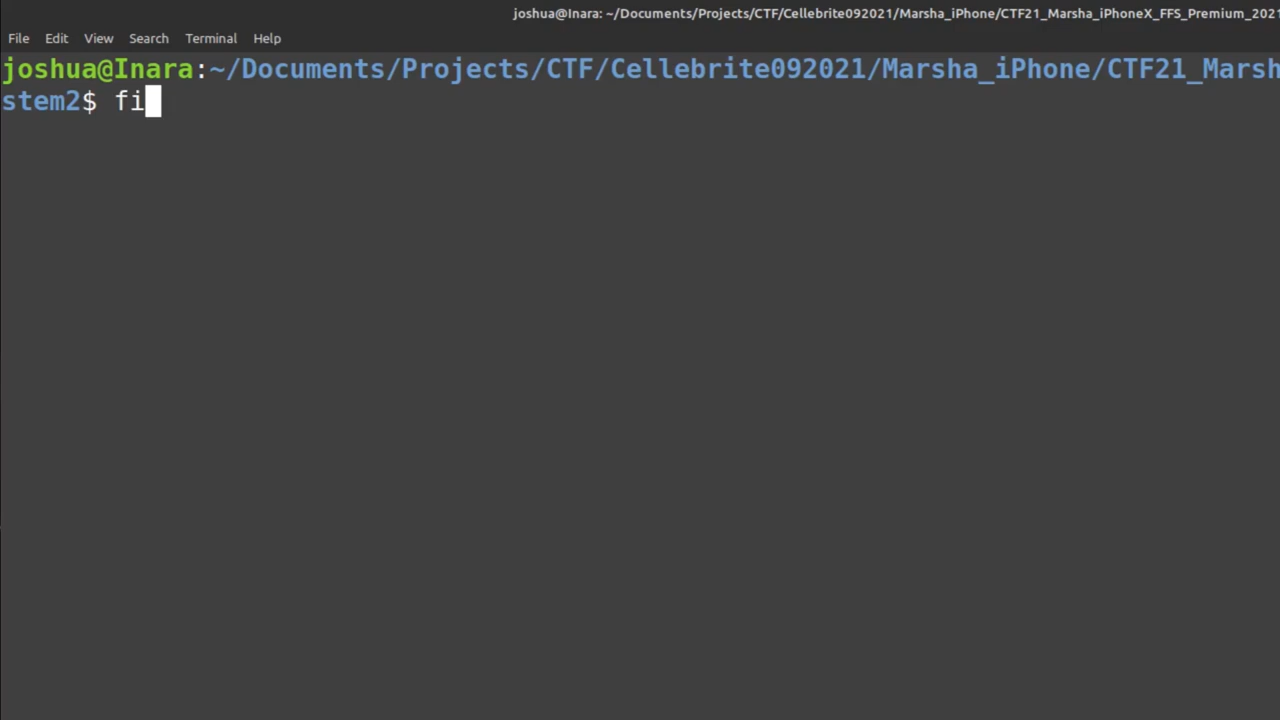 joshua@Inara: ~/Documents/Projects/CTF/Cellebrite092021/Marsha_iPhone/CTF21_Marsha_iPhoneX_FFS_Premium_2021
File Edit View Search Terminal Help
joshua@Inara:~/Documents/Projects/CTF/Cellebrite092021/Marsha_iPhone/CTF21_Marsh
stem2$ fi